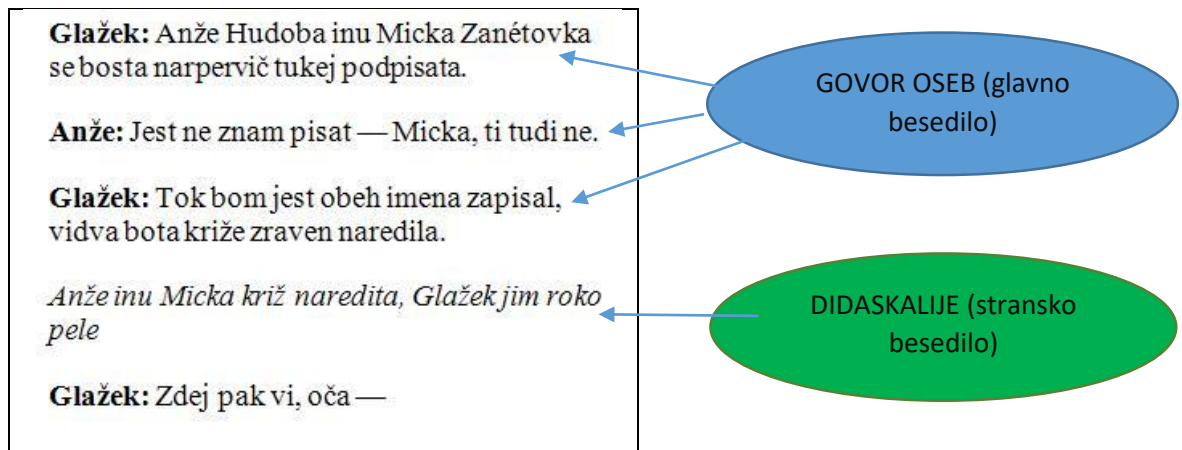 Glažek: Anže Hudoba inu Micka Zanétovka
se bosta narpervič tukej podpisata.
Anže: Jest ne znam pisat — Micka, ti tudi ne.
Glažek: Tok bom jest obeh imena zapisal,
vidva bota križe zraven naredila.
Anže inu Micka križ naredita, Glažek jim roko
pele
Glažek: Zdej pak vi, oča —
GOVOR OSEB (glavno
besedilo)
DIDASKALIJE (stransko
besedilo)